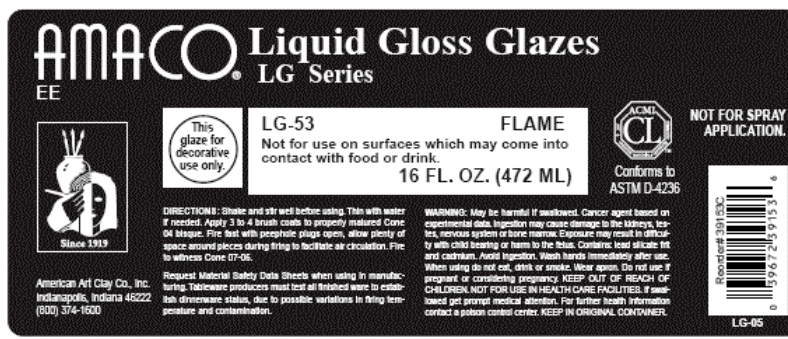 AMACO®
EE
Liquid Gloss Glazes
LG Series
This
glaze for
decorative
use only.
LG-53 FLAME
Not for use on surfaces which may come into
contact with food or drink.
16 FL. OZ. (472 ML)
ACMI
CL
Conforms to
ASTM D-4236
NOT FOR SPRAY
APPLICATION.
Since 1919
American Art Clay Co., Inc.
Indianapolis, Indiana 46222
(800) 374-1600
DIRECTIONS: Shake and stir well before using. Thin with water
if needed. Apply 3 to 4 brush coats to properly matured Cone
04 bisque. Fire fast with peephole plugs open, allow plenty of
space around pieces during firing to facilitate air circulation. Fire
to witness Cone 07-06.
Request Material Safety Data Sheets when using in manufac-
turing. Tableware producers must test all finished ware to estab-
lish dinnerware status, due to possible variations in firing tem-
perature and contamination.
WARNING: May be harmful if swallowed. Cancer agent based on
experimental data. Ingestion may cause damage to the kidneys, tes-
tes, nervous system or bone marrow. Exposure may result in difficul-
ty with child bearing or harm to the fetus. Contains: lead silicate frit
and cadmium. Avoid ingestion. Wash hands immediately after use.
When using do not eat, drink or smoke. Wear apron. Do not use if
pregnant or considering pregnancy. KEEP OUT OF REACH OF
CHILDREN. NOT FOR USE IN HEALTH CARE FACILITIES. If swal-
lowed get prompt medical attention. For further health information
contact a poison control center. KEEP IN ORIGINAL CONTAINER.
Reorder# 39153C
0 39672 39153 6
LG-05